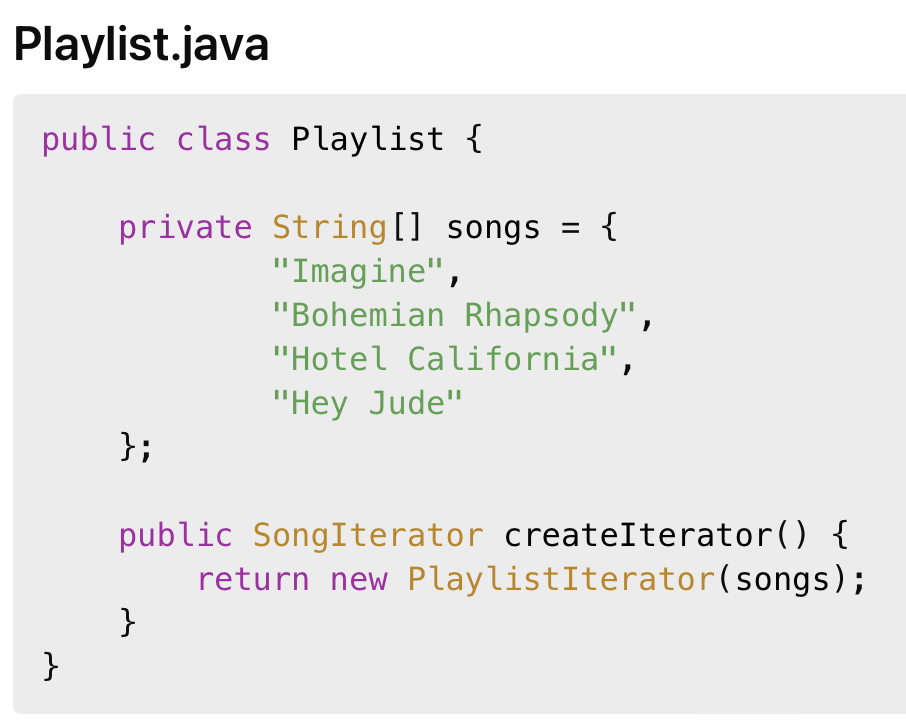 Playlist.java
public class Playlist {
    private String[] songs = {
            "Imagine",
            "Bohemian Rhapsody",
            "Hotel California",
            "Hey Jude"
    };
    public SongIterator createIterator() {
        return new PlaylistIterator(songs);
    }
}